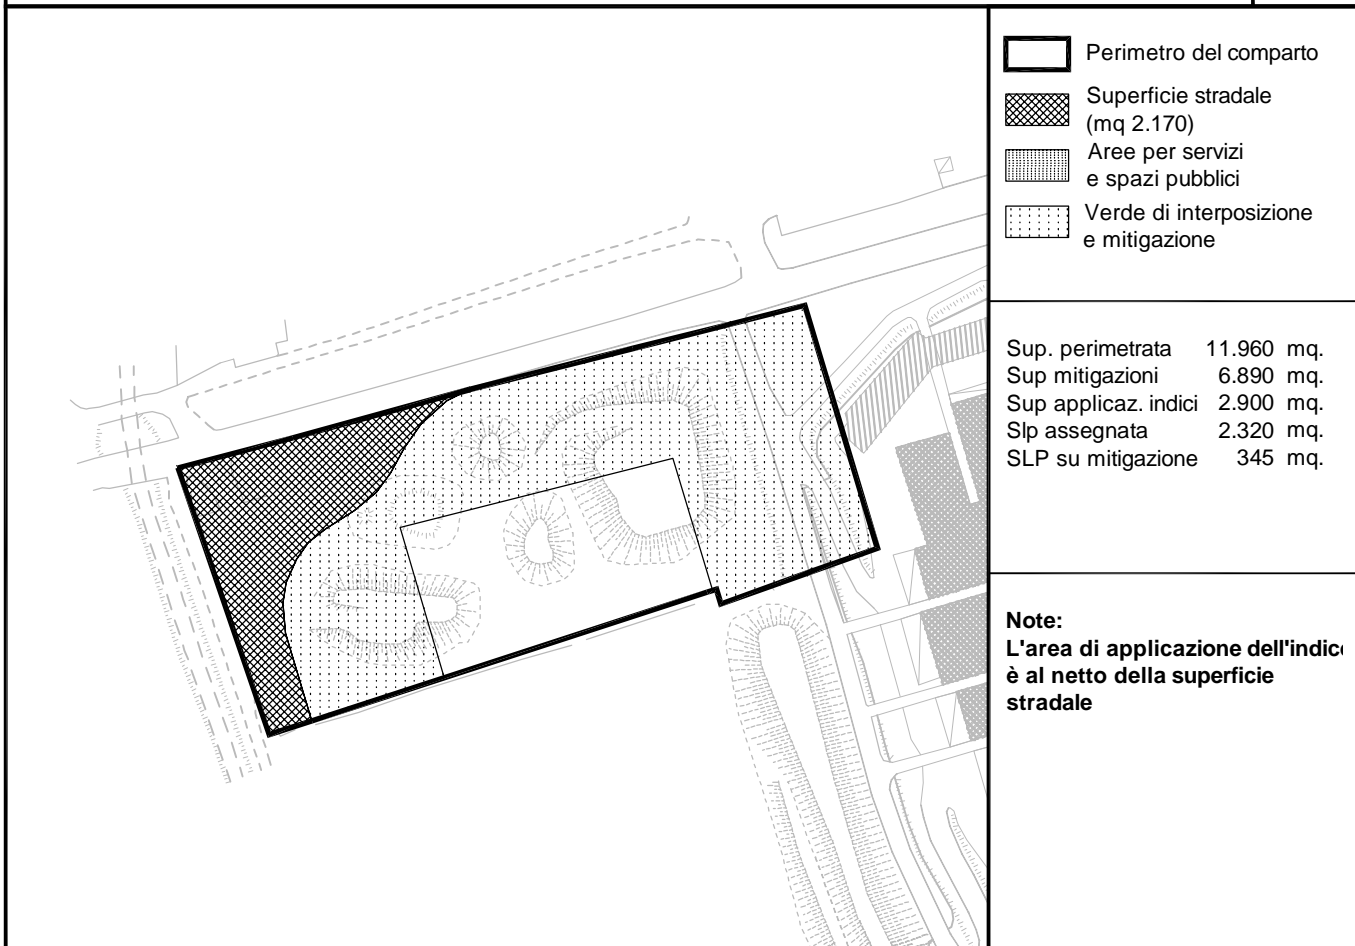 Perimetro del comparto
Superficie stradale
(mq 2.170)
Aree per servizi
e spazi pubblici
Verde di interposizione
e mitigazione
Sup. perimetrata 11.960 mq.
Sup mitigazioni 6.890 mq.
Sup applicaz. indici 2.900 mq.
Slp assegnata 2.320 mq.
SLP su mitigazione 345 mq.
Note:
L'area di applicazione dell'indic
è al netto della superficie
stradale